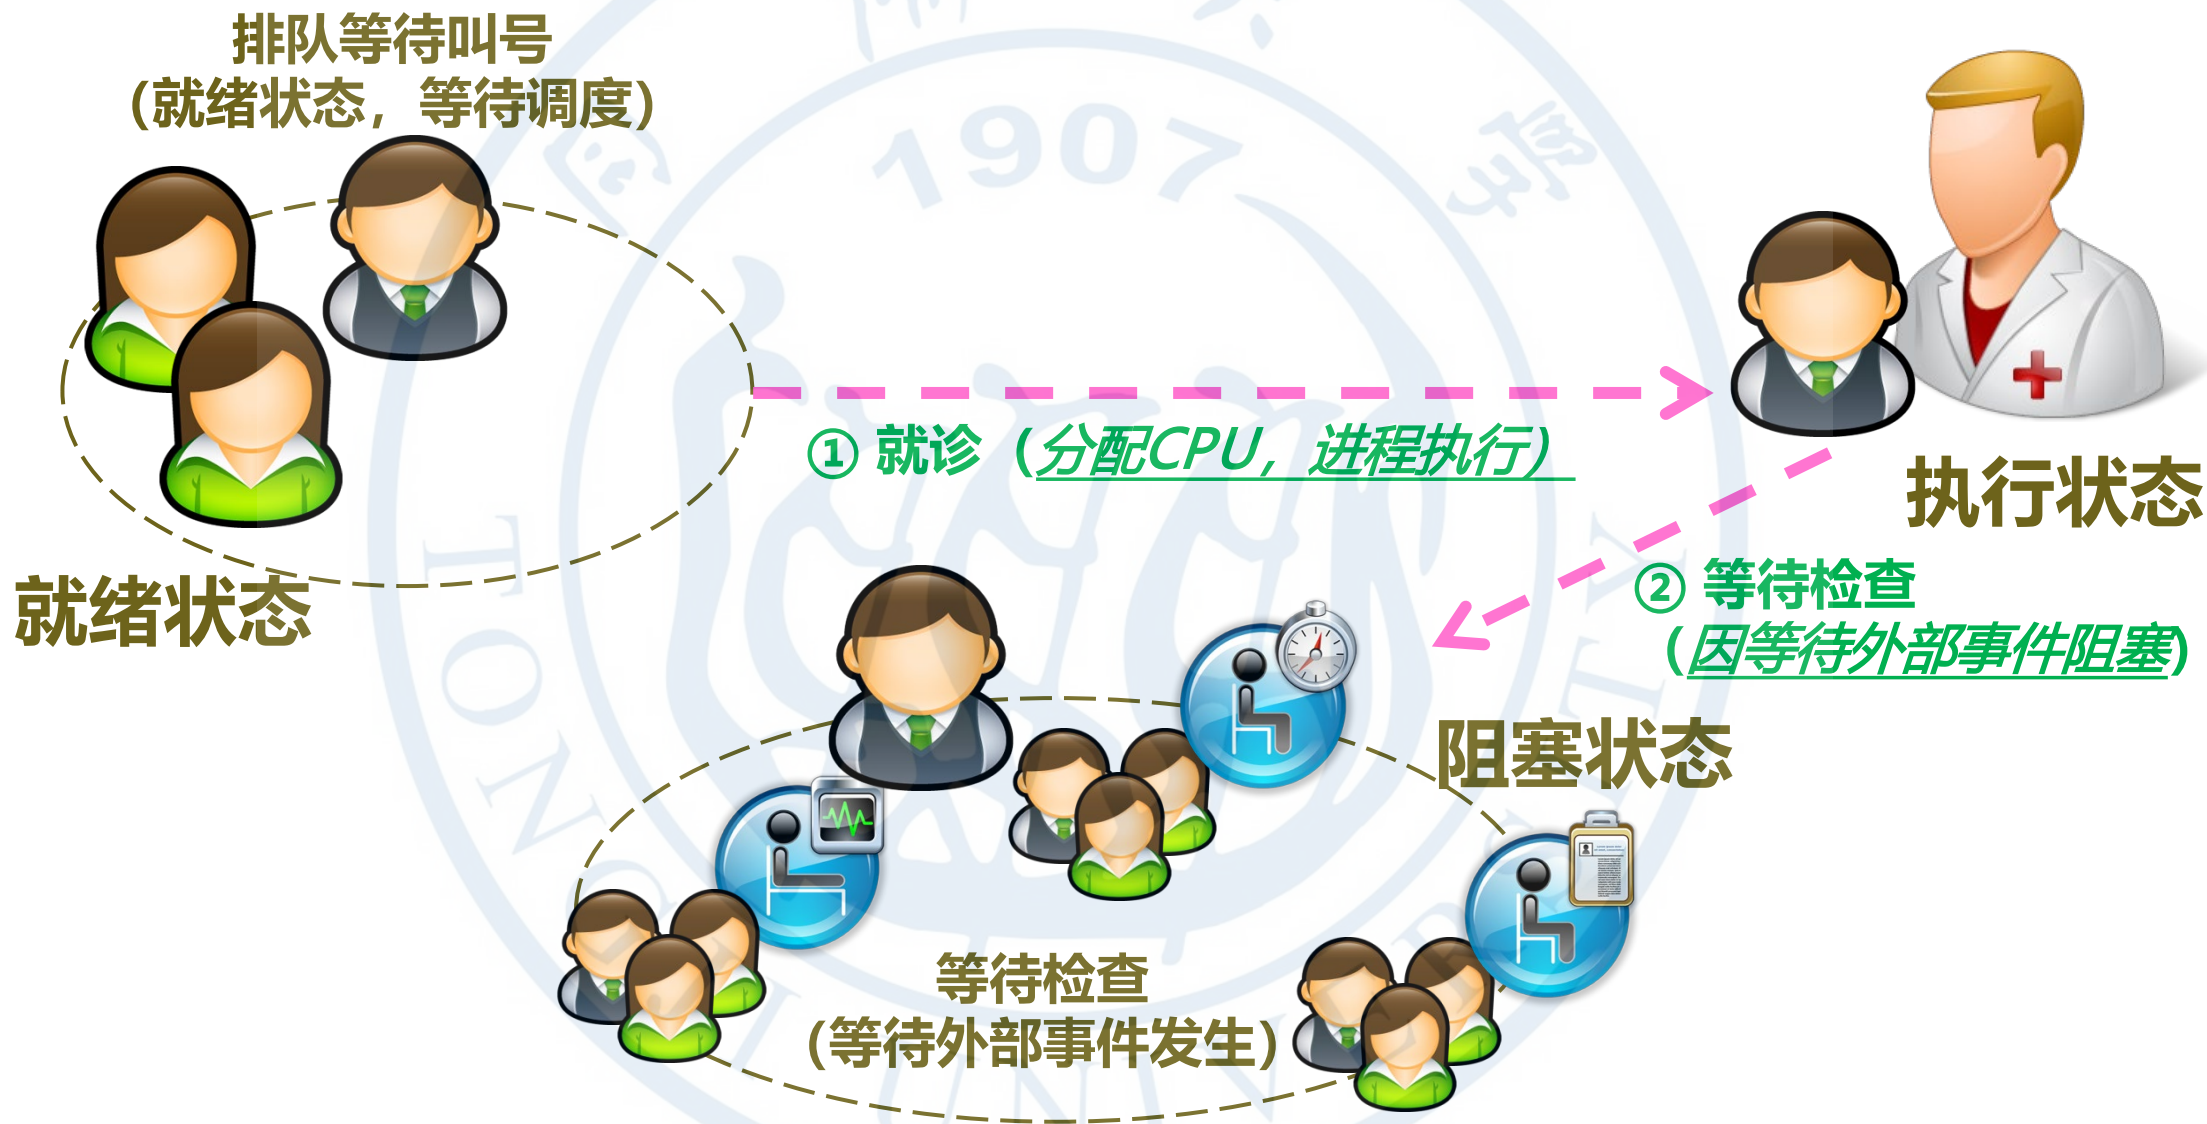 排队等待叫号
（就绪状态，等待调度）
1907
① 就诊（分配CPU，进程执行）
执行状态
② 等待检查
（因等待外部事件阻塞）
就绪状态
阻塞状态
等待检查
（等待外部事件发生）
TONGJI UNIVERSITY